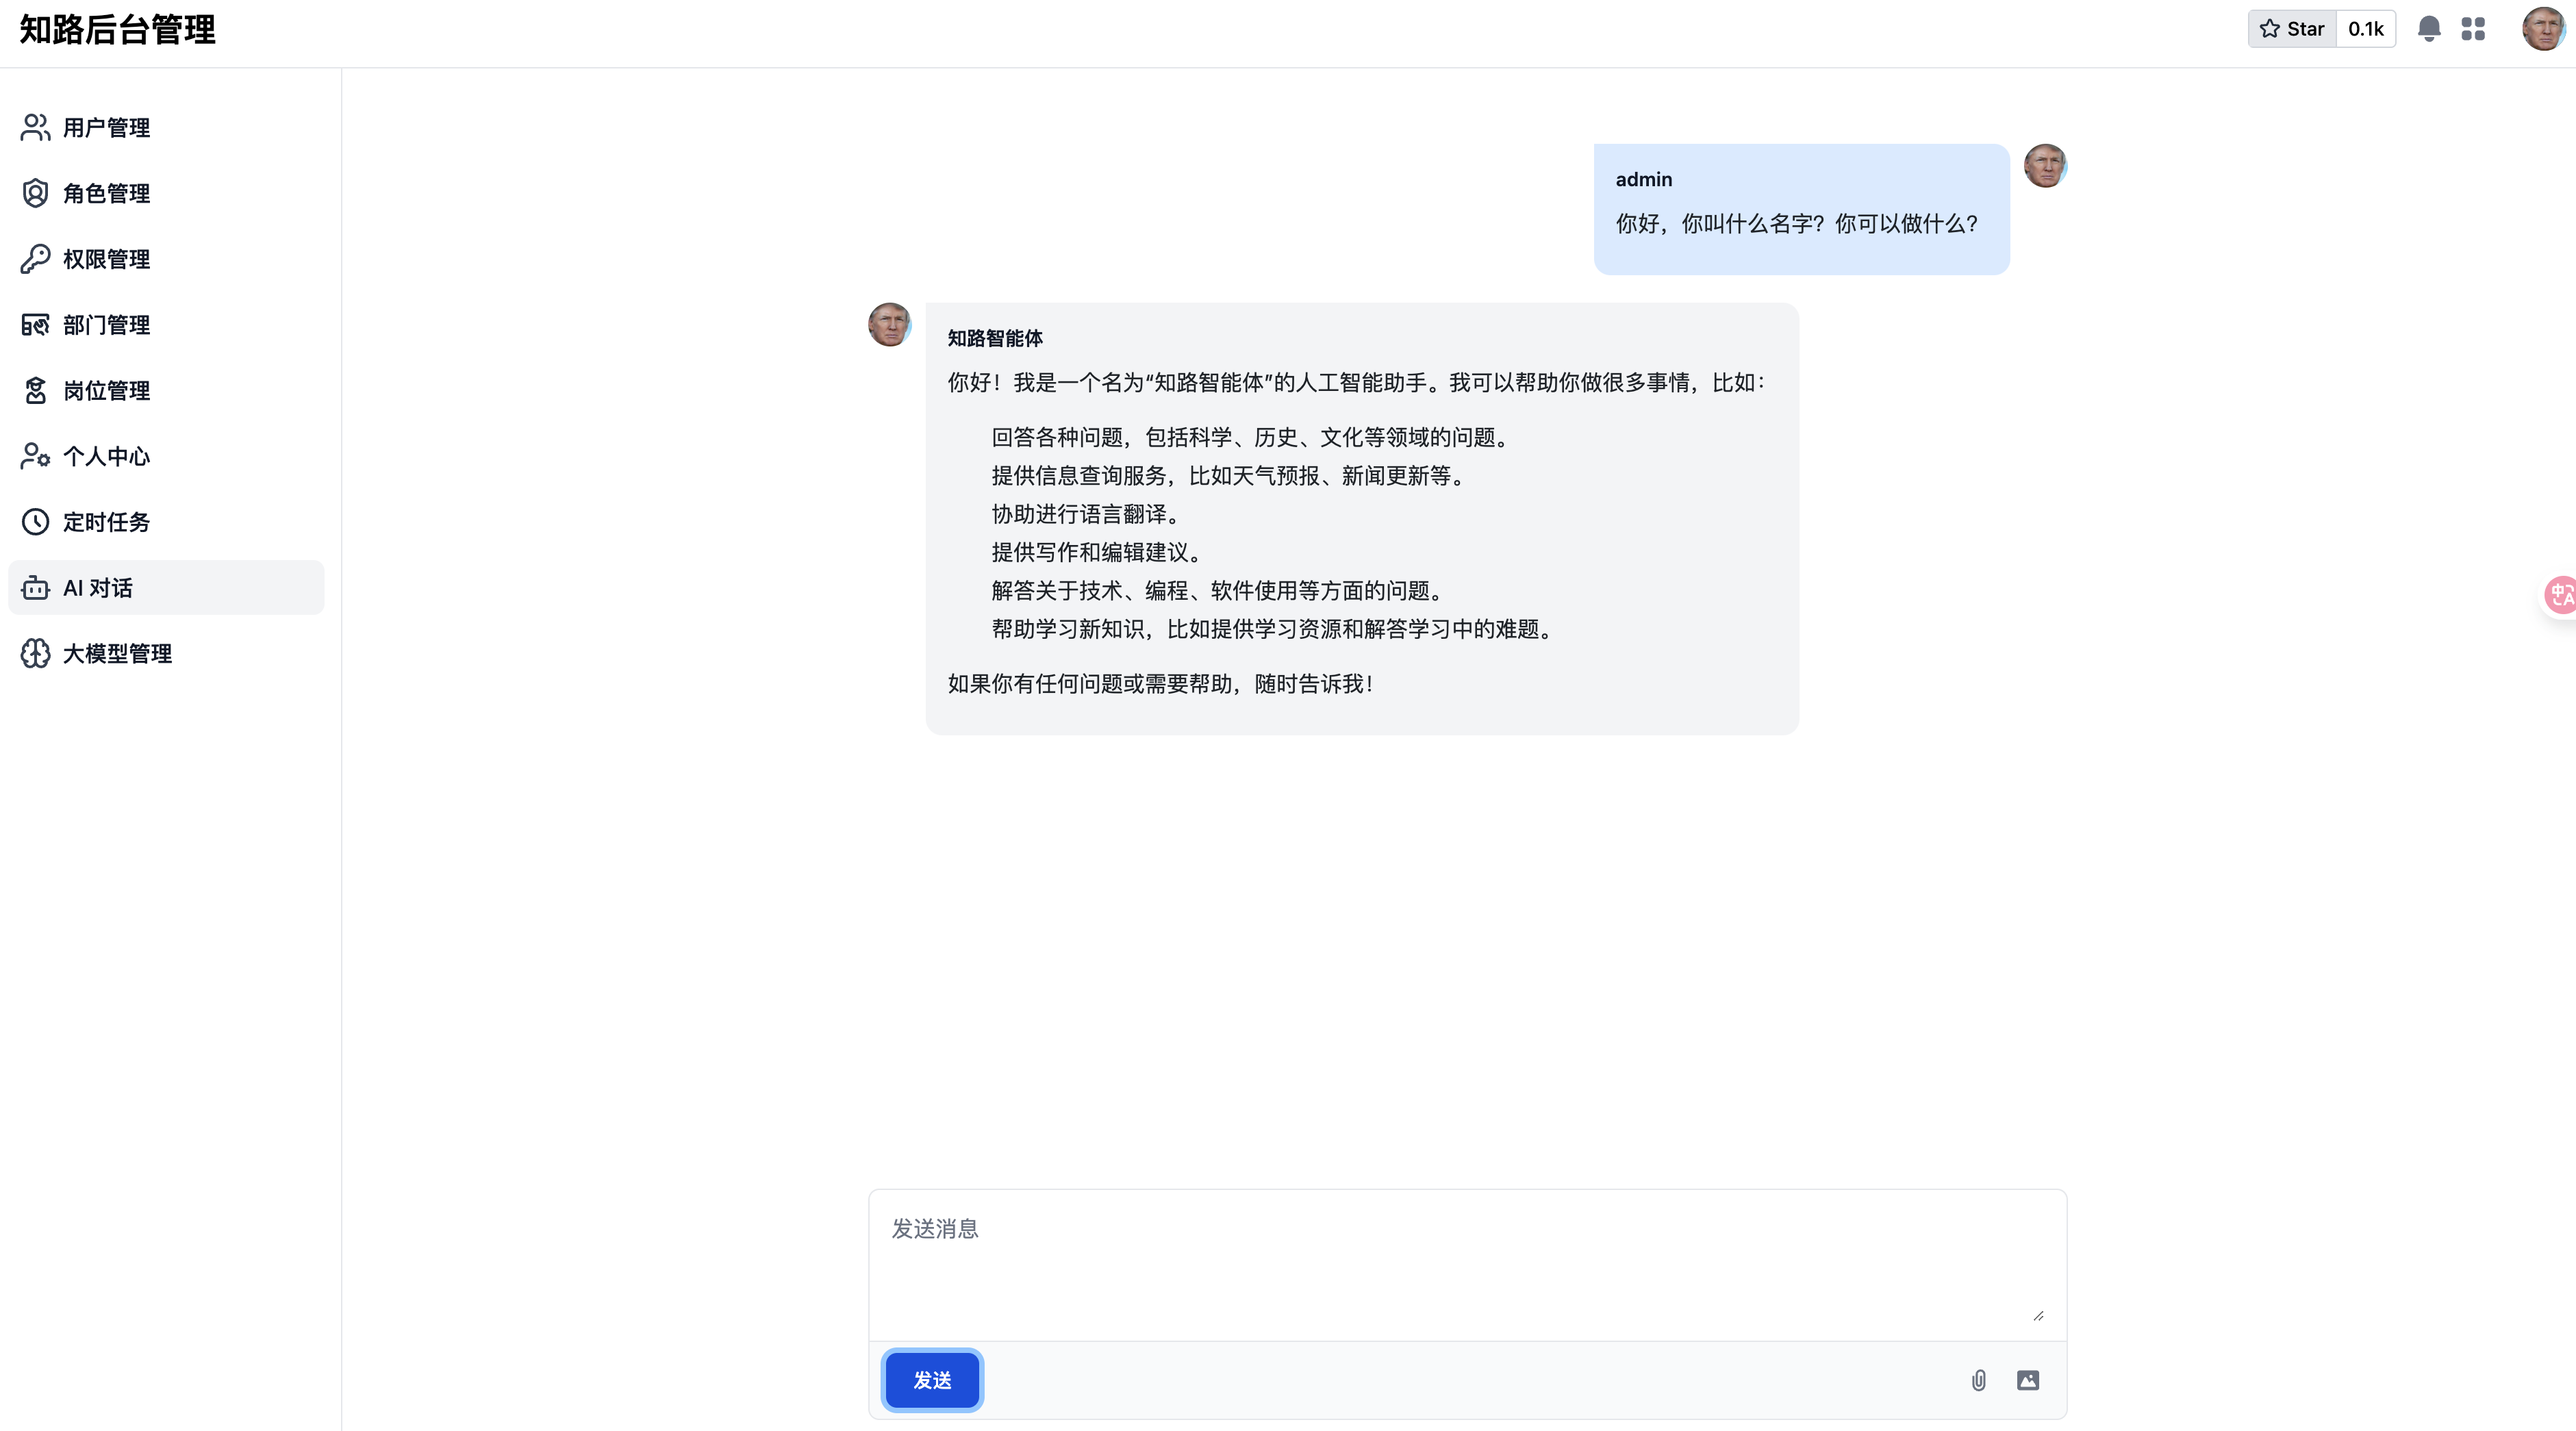 知路后台管理
Star 0.1k
用户管理
角色管理
权限管理
部门管理
岗位管理
个人中心
定时任务
AI 对话
大模型管理
admin
你好，你叫什么名字？你可以做什么？
知路智能体
你好！我是一个名为“知路智能体”的人工智能助手。我可以帮助你做很多事情，比如：
回答各种问题，包括科学、历史、文化等领域的问题。
提供信息查询服务，比如天气预报、新闻更新等。
协助进行语言翻译。
提供写作和编辑建议。
解答关于技术、编程、软件使用等方面的问题。
帮助学习新知识，比如提供学习资源和解答学习中的难题。
如果你有任何问题或需要帮助，随时告诉我！
中A
发送消息
发送